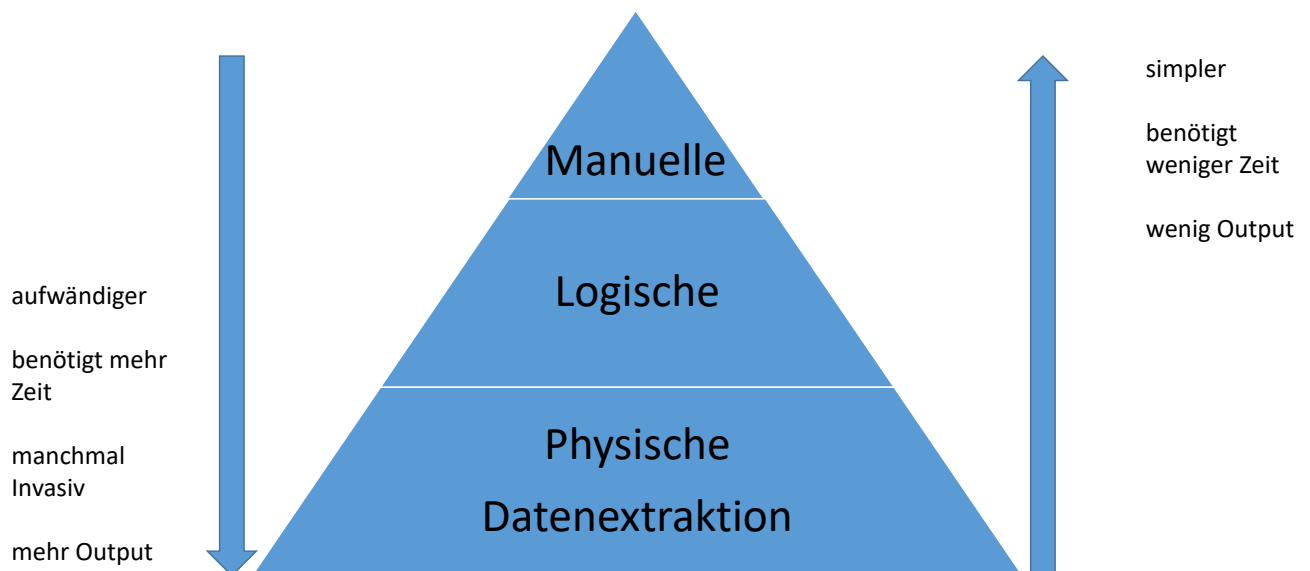 Manuelle
Logische
Physische
Datenextraktion
aufwändiger
benötigt mehr
Zeit
manchmal
Invasiv
mehr Output
simpler
benötigt
weniger Zeit
wenig Output